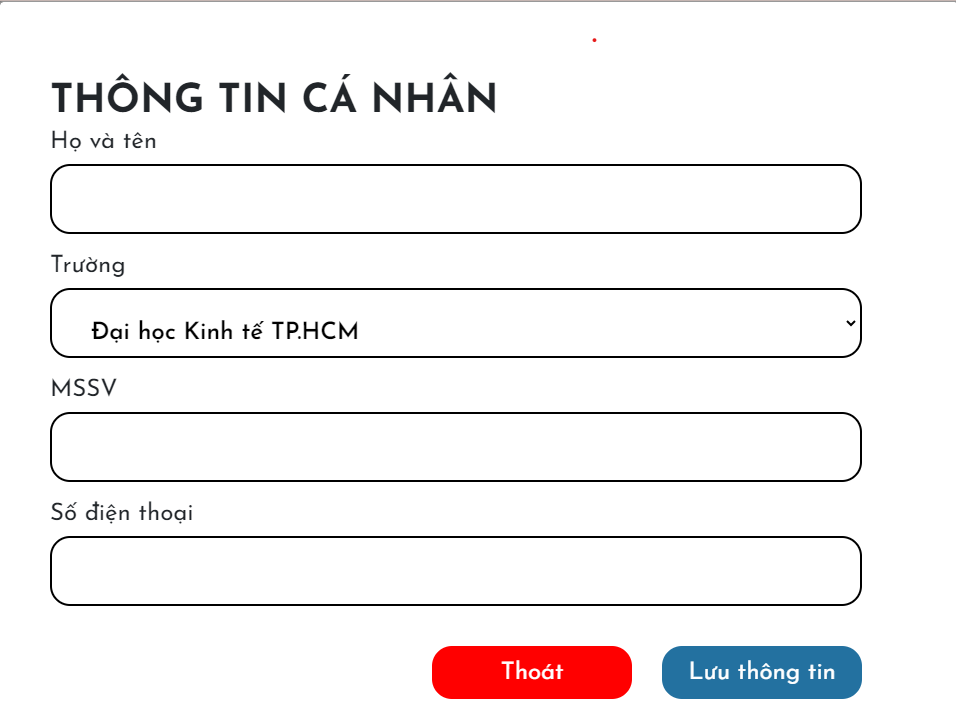 THÔNG TIN CÁ NHÂN
Họ và tên
Trường
Đại học Kinh tế TP.HCM
MSSV
Số điện thoại
Thoát
Lưu thông tin